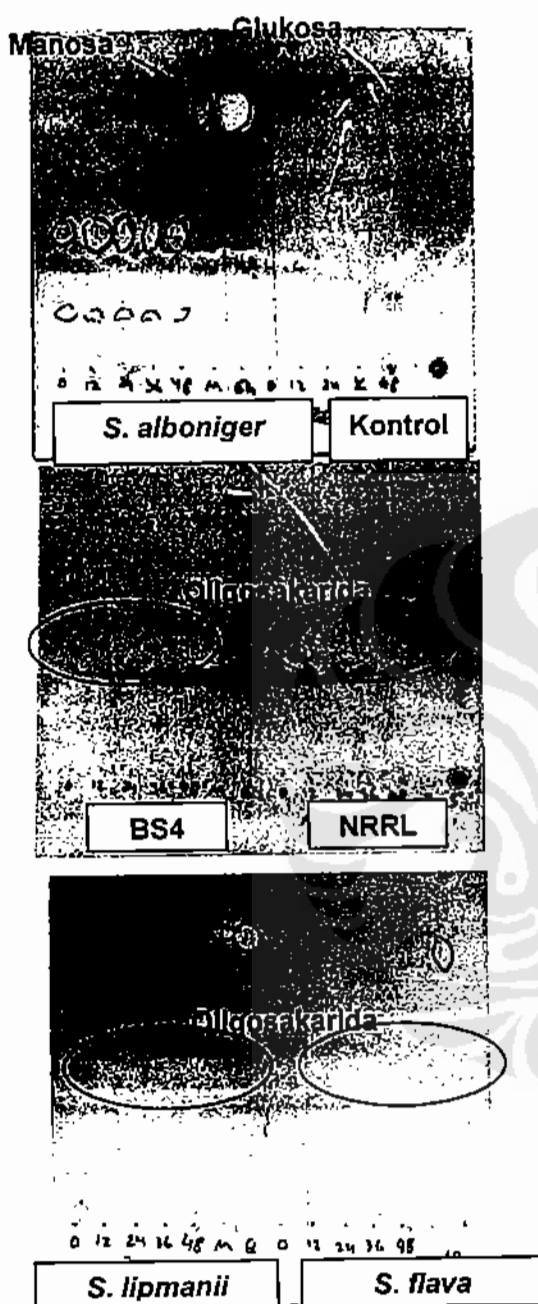 Glukosa
Manosa
0 12 24 36 48 M 0 12 24 48
S. alboniger Kontrol
Oligosakarida
BS4 NRRL
Oligosakarida
0 12 24 36 48 M G 0 12 24 36 48
S. lipmanii S. flava